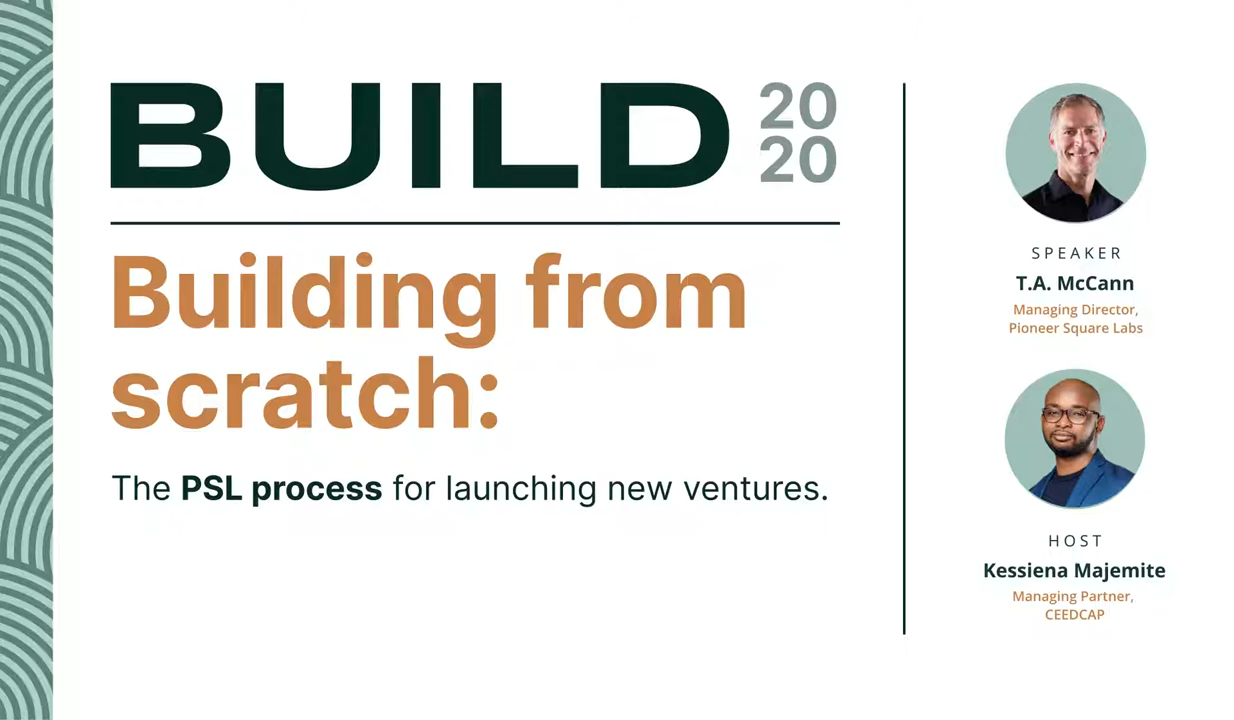 BUILD
20
20
Building from
scratch:
The PSL process for launching new ventures.
SPEAKER
T.A. McCann
Managing Director,
Pioneer Square Labs
HOST
Kessiena Majemite
Managing Partner,
CEEDCAP